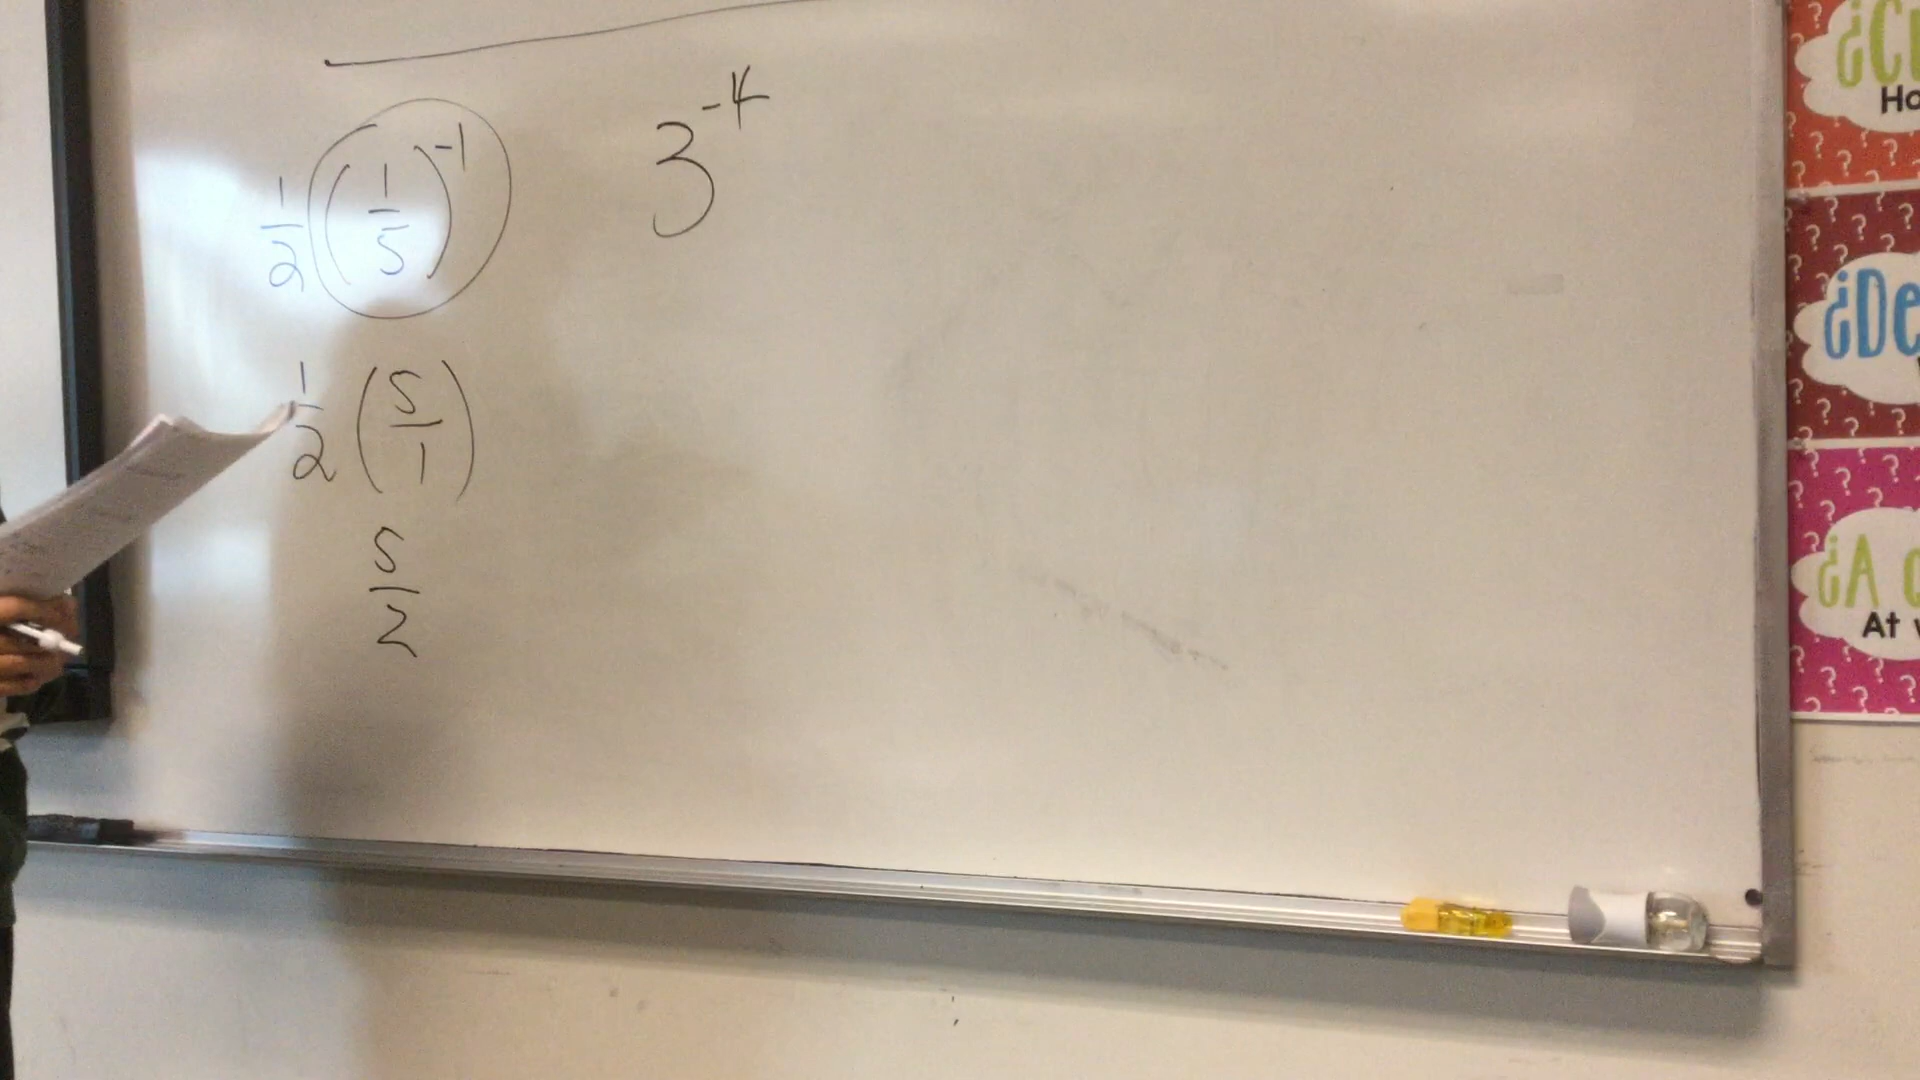 1/2 (1/5)^-1
3^-4
1/2 (5/1)
5/2
Ho
¿De
¿A
At